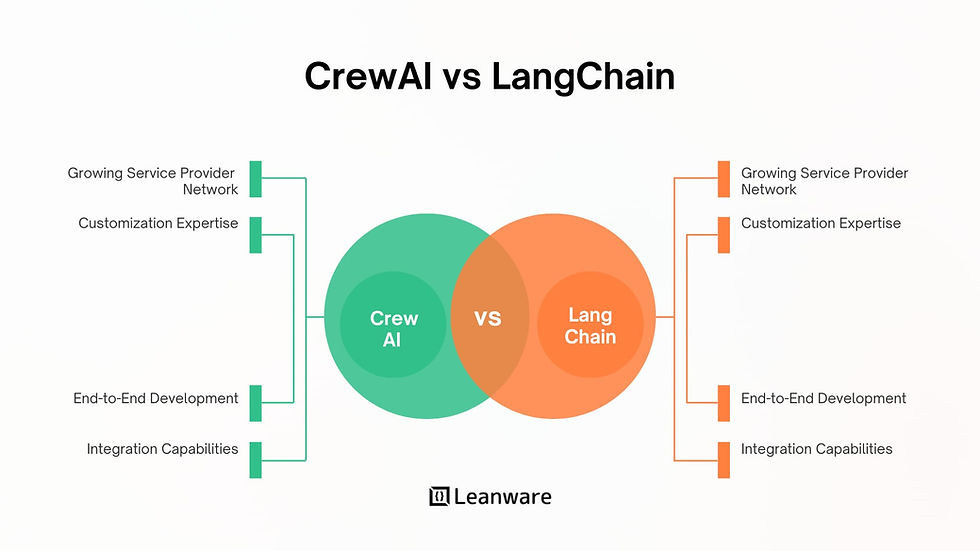 CrewAI vs LangChain
Growing Service Provider
Network
Customization Expertise
End-to-End Development
Integration Capabilities
Crew
AI
vs
Lang
Chain
Growing Service Provider
Network
Customization Expertise
End-to-End Development
Integration Capabilities
Leanware